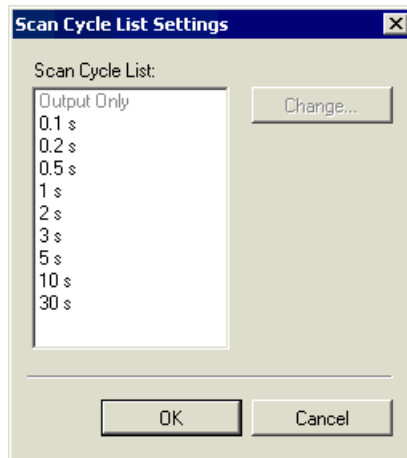 Scan Cycle List Settings
Scan Cycle List:
Output Only
Change...
0.1 s
0.2 s
0.5 s
1 s
2 s
3 s
5 s
10 s
30 s
OK
Cancel